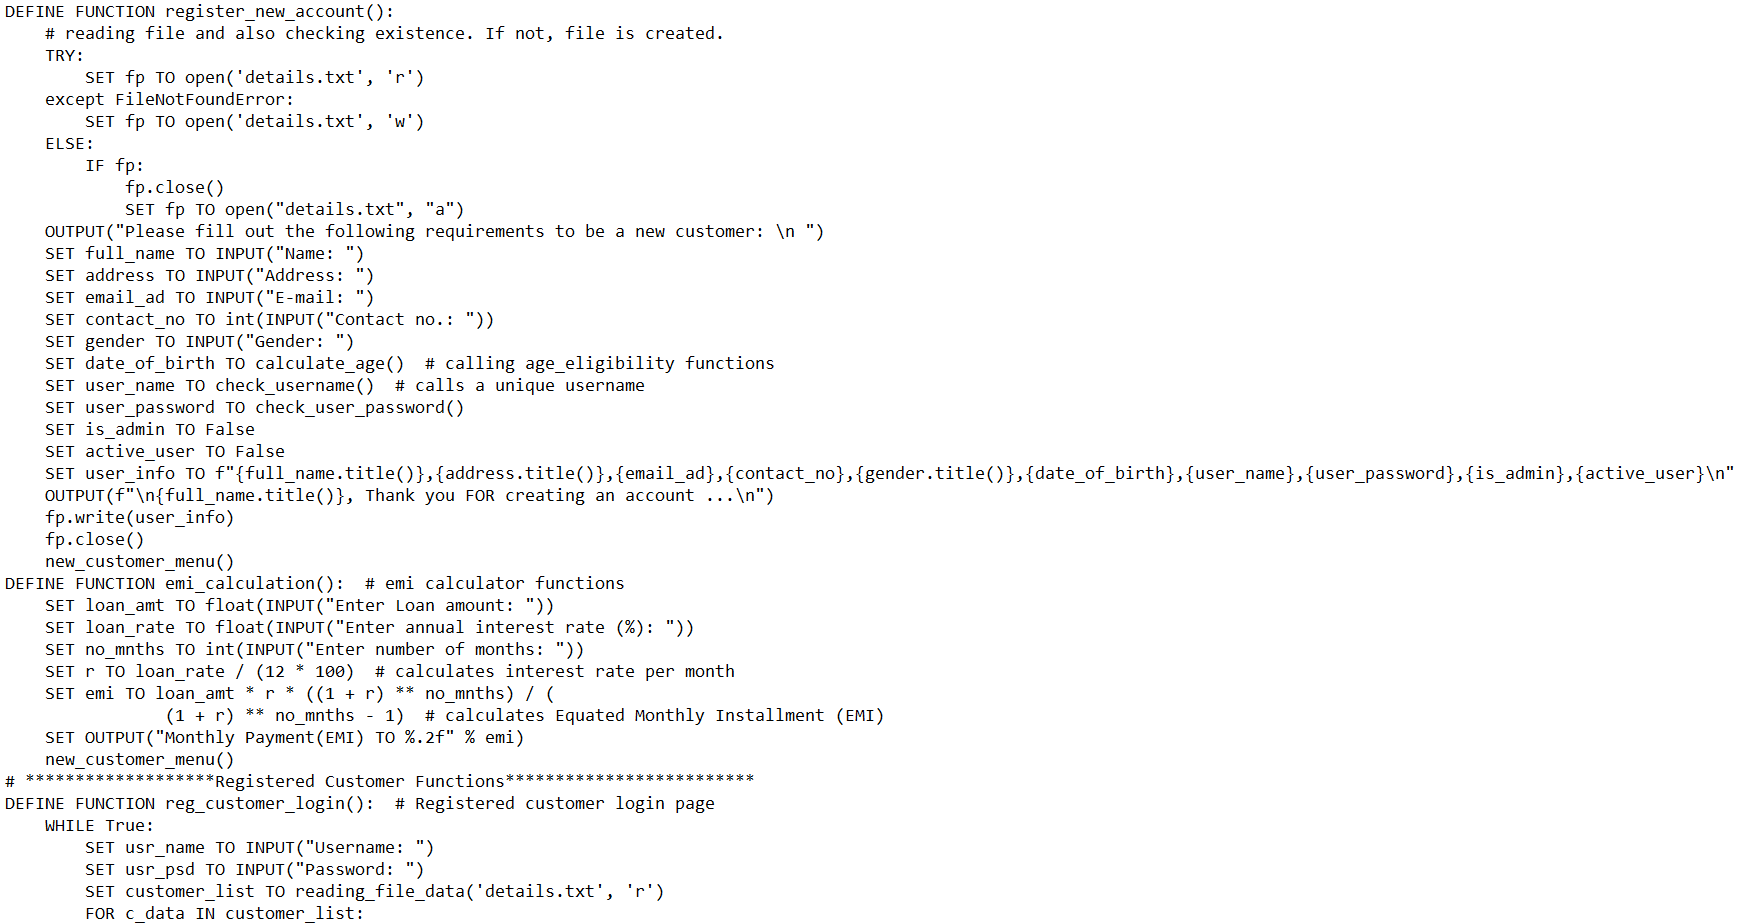 DEFINE FUNCTION register_new_account():
    # reading file and also checking existence. If not, file is created.
    TRY:
        SET fp TO open('details.txt', 'r')
    except FileNotFoundError:
        SET fp TO open('details.txt', 'w')
    ELSE:
        IF fp:
            fp.close()
            SET fp TO open("details.txt", "a")
    OUTPUT("Please fill out the following requirements to be a new customer: \n ")
    SET full_name TO INPUT("Name: ")
    SET address TO INPUT("Address: ")
    SET email_ad TO INPUT("E-mail: ")
    SET contact_no TO int(INPUT("Contact no.: "))
    SET gender TO INPUT("Gender: ")
    SET date_of_birth TO calculate_age()  # calling age_eligibility functions
    SET user_name TO check_username()  # calls a unique username
    SET user_password TO check_user_password()
    SET is_admin TO False
    SET active_user TO False
    SET user_info TO f"{full_name.title()},{address.title()},{email_ad},{contact_no},{gender.title()},{date_of_birth},{user_name},{user_password},{is_admin},{active_user}\n"
    OUTPUT(f"\n{full_name.title()}, Thank you FOR creating an account ...\n")
    fp.write(user_info)
    fp.close()
    new_customer_menu()
DEFINE FUNCTION emi_calculation():  # emi calculator functions
    SET loan_amt TO float(INPUT("Enter Loan amount: "))
    SET loan_rate TO float(INPUT("Enter annual interest rate (%): "))
    SET no_mnths TO int(INPUT("Enter number of months: "))
    SET r TO loan_rate / (12 * 100)  # calculates interest rate per month
    SET emi TO loan_amt * r * ((1 + r) ** no_mnths) / (
                (1 + r) ** no_mnths - 1)  # calculates Equated Monthly Installment (EMI)
    SET OUTPUT("Monthly Payment(EMI) TO %.2f" % emi)
    new_customer_menu()
# *******************Registered Customer Functions*************************
DEFINE FUNCTION reg_customer_login():  # Registered customer login page
    WHILE True:
        SET usr_name TO INPUT("Username: ")
        SET usr_psd TO INPUT("Password: ")
        SET customer_list TO reading_file_data('details.txt', 'r')
        FOR c_data IN customer_list: